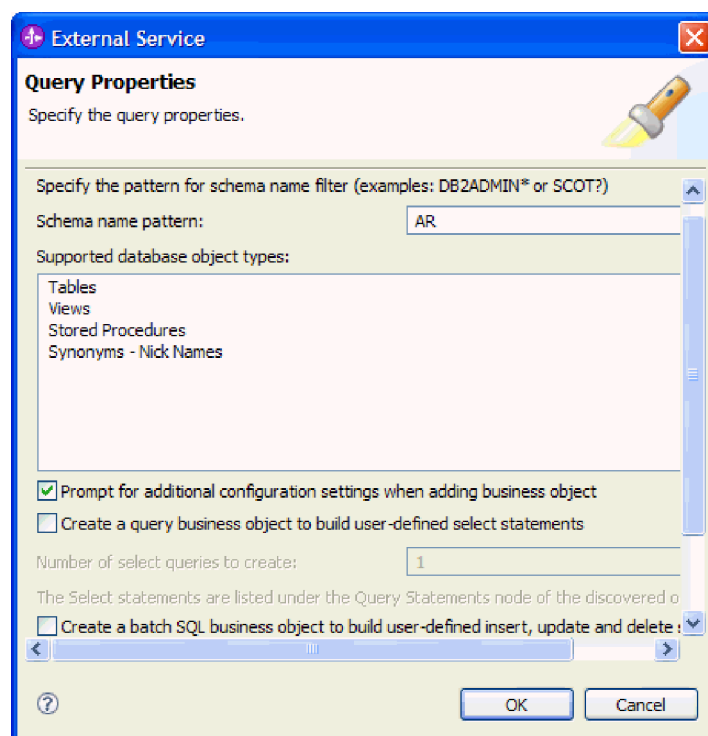 External Service
Query Properties
Specify the query properties.
Specify the pattern for schema name filter (examples: DB2ADMIN* or SCOT?)
Schema name pattern: AR
Supported database object types:
Tables
Views
Stored Procedures
Synonyms - Nick Names
Prompt for additional configuration settings when adding business object
Create a query business object to build user-defined select statements
Number of select queries to create: 1
The Select statements are listed under the Query Statements node of the discovered o
Create a batch SQL business object to build user-defined insert, update and delete
OK Cancel